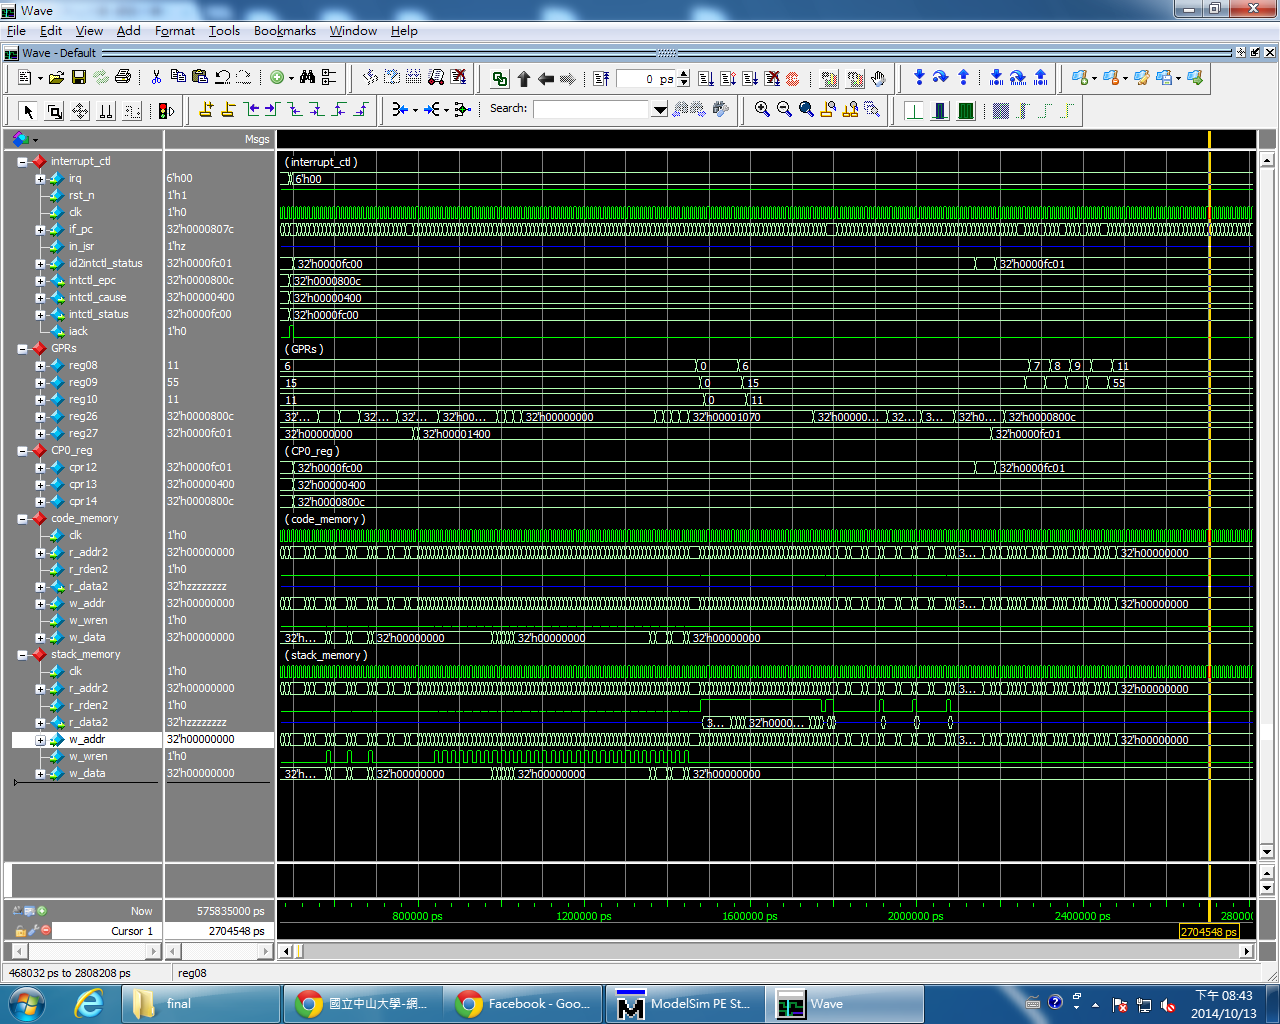 Wave
File Edit View Add Format Tools Bookmarks Window Help
Wave - Default
0 ps
Search:
Msgs
interrupt_ctl
( interrupt_ctl )
irq 6'h00 6'h00
rst_n 1'h1
clk 1'h0
if_pc 32'h0000807c
in_isr 1'hz
id2intctl_status 32'h0000fc01 32'h0000fc00 32'h0000fc01
intctl_epc 32'h0000800c 32'h0000800c
intctl_cause 32'h00000400 32'h00000400
intctl_status 32'h0000fc00 32'h0000fc00
iack 1'h0
GPRs ( GPRs )
reg08 11 6 0 6 7 8 9 11
reg09 55 15 0 15 55
reg10 11 11 0 11
reg26 32'h0000800c 32'... 32'... 32'... 32'h00... 32'h00000000 32'h00001070 32'h00000... 32'... 3... 32'h0... 32'h0000800c
reg27 32'h0000fc01 32'h00000000 32'h00001400 32'h0000fc01
CP0_reg ( CP0_reg )
cpr12 32'h0000fc01 32'h0000fc00 32'h0000fc01
cpr13 32'h00000400 32'h00000400
cpr14 32'h0000800c 32'h0000800c
code_memory ( code_memory )
clk 1'h0
r_addr2 32'h00000000 3... 32'h00000000
r_rden2 1'h0
r_data2 32'hzzzzzzzz
w_addr 32'h00000000 3... 32'h00000000
w_wren 1'h0
w_data 32'h00000000 32'h... 32'h00000000 32'h00000000 32'h00000000
stack_memory ( stack_memory )
clk 1'h0
r_addr2 32'h00000000 3... 32'h00000000
r_rden2 1'h0
r_data2 32'hzzzzzzzz 3... 32'h0000...
w_addr 32'h00000000 3... 32'h00000000
w_wren 1'h0
w_data 32'h00000000 32'h... 32'h00000000 32'h00000000 32'h00000000
Now 575835000 ps 800000 ps 1200000 ps 1600000 ps 2000000 ps 2400000 ps 280000
Cursor 1 2704548 ps 2704548 ps
468032 ps to 2808208 ps reg08
final 國立中山大學-網... Facebook - Goo... ModelSim PE St... Wave
下午 08:43
2014/10/13